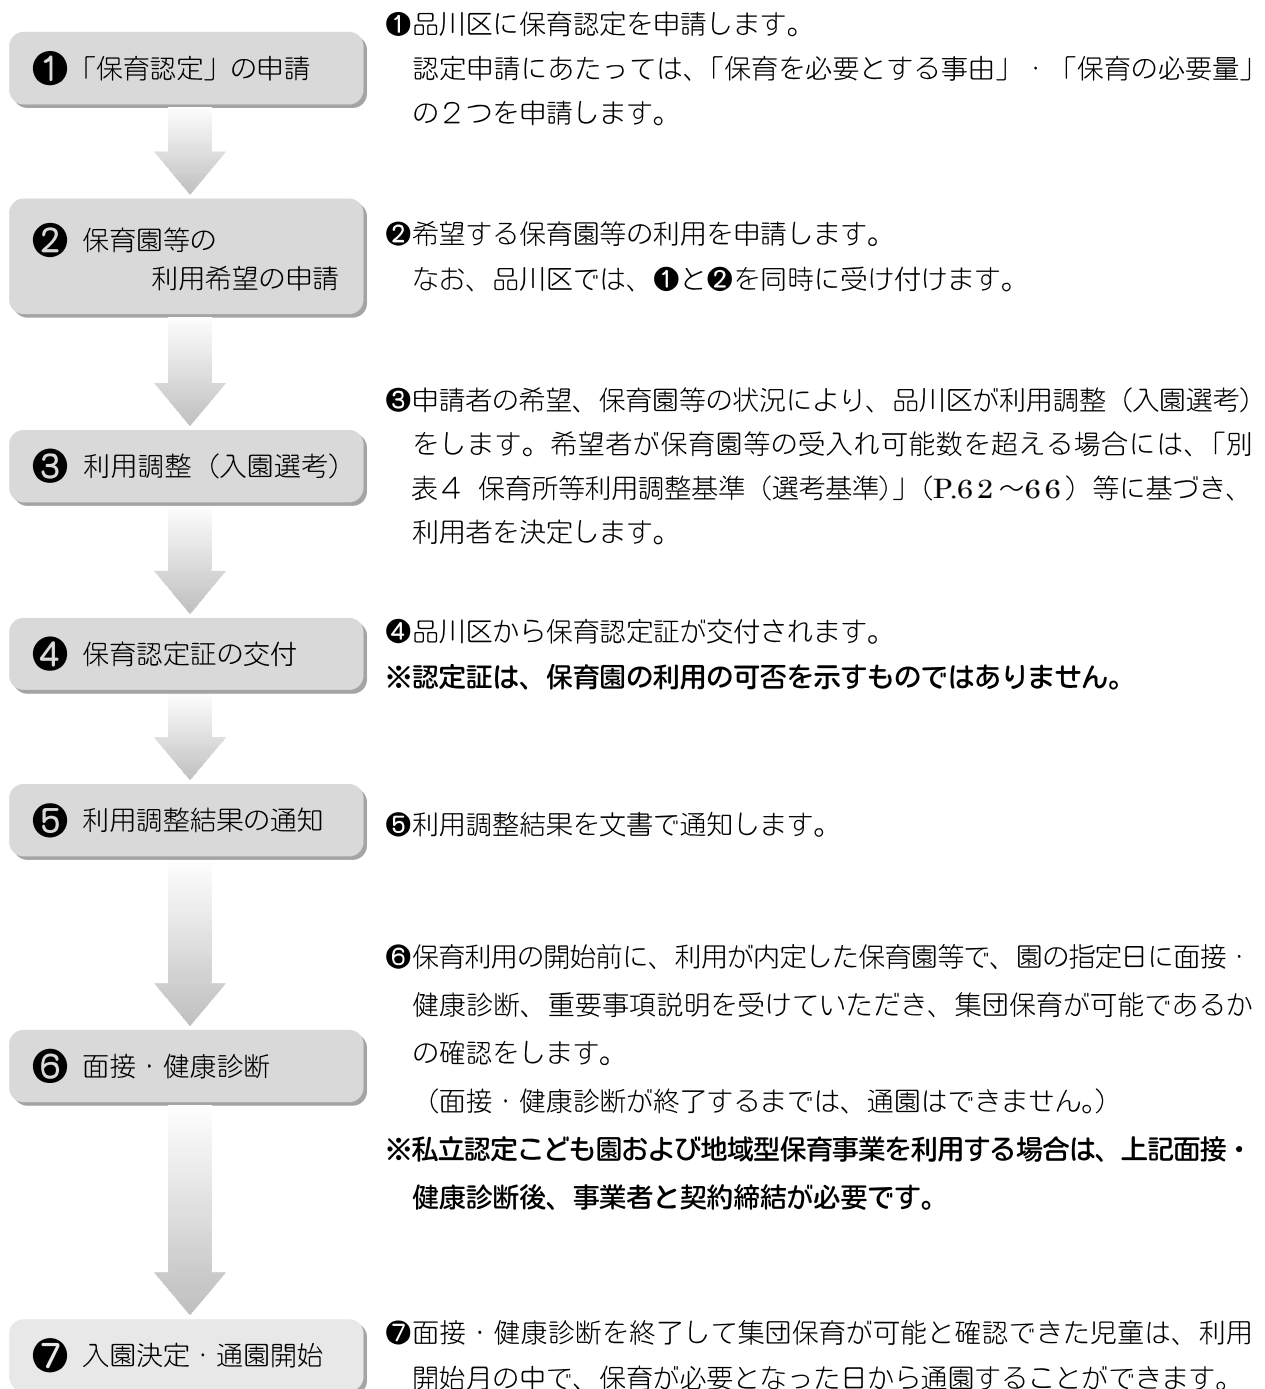 ❶「保育認定」の申請
❶品川区に保育認定を申請します。
認定申請にあたっては、「保育を必要とする事由」・「保育の必要量」
の２つを申請します。
❷ 保育園等の
利用希望の申請
❷希望する保育園等の利用を申請します。
なお、品川区では、❶と❷を同時に受け付けます。
❸ 利用調整（入園選考）
❸申請者の希望、保育園等の状況により、品川区が利用調整（入園選考）
をします。希望者が保育園等の受入れ可能数を超える場合には、「別
表４ 保育所等利用調整基準（選考基準）」（P.62～66）等に基づき、
利用者を決定します。
❹ 保育認定証の交付
❹品川区から保育認定証が交付されます。
※認定証は、保育園の利用の可否を示すものではありません。
❺ 利用調整結果の通知
❺利用調整結果を文書で通知します。
❻ 面接・健康診断
❻保育利用の開始前に、利用が内定した保育園等で、園の指定日に面接・
健康診断、重要事項説明を受けていただき、集団保育が可能であるか
の確認をします。
（面接・健康診断が終了するまでは、通園はできません。）
※私立認定こども園および地域型保育事業を利用する場合は、上記面接・
健康診断後、事業者と契約締結が必要です。
❼ 入園決定・通園開始
❼面接・健康診断を終了して集団保育が可能と確認できた児童は、利用
開始月の中で、保育が必要となった日から通園することができます。